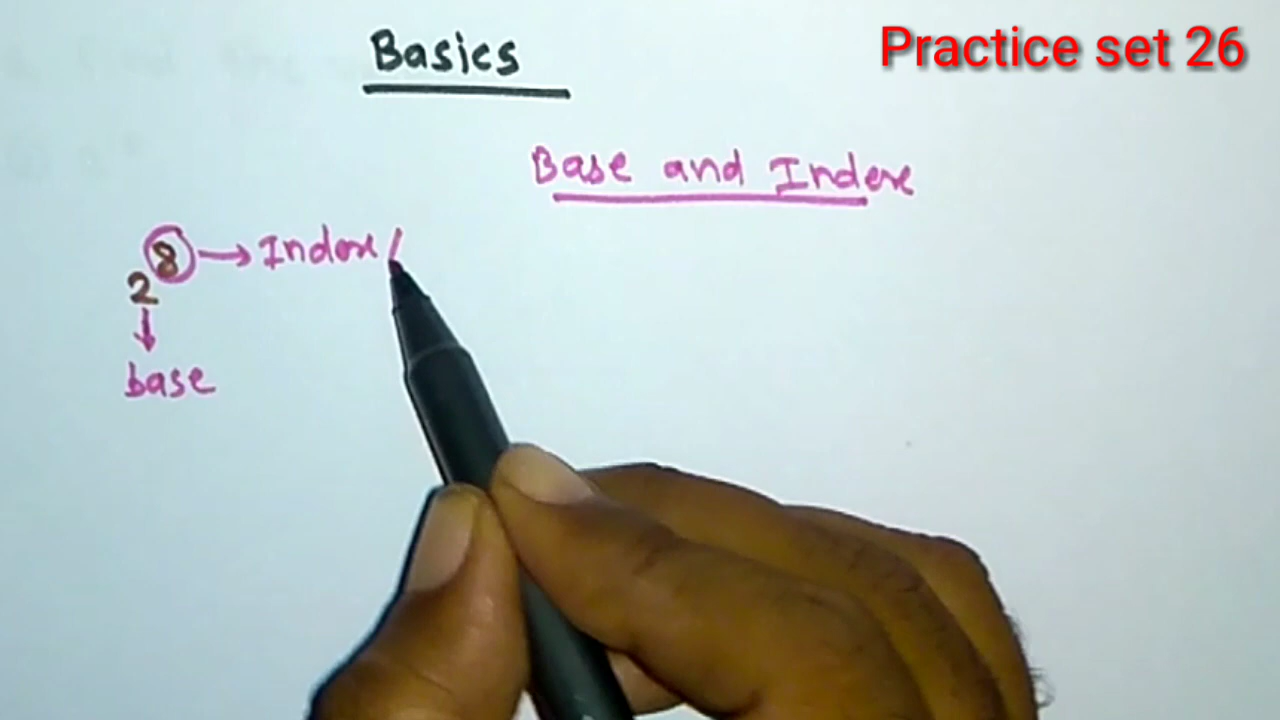 Basics
Practice set 26
Base and Index
8 → Index /
2
↓
base